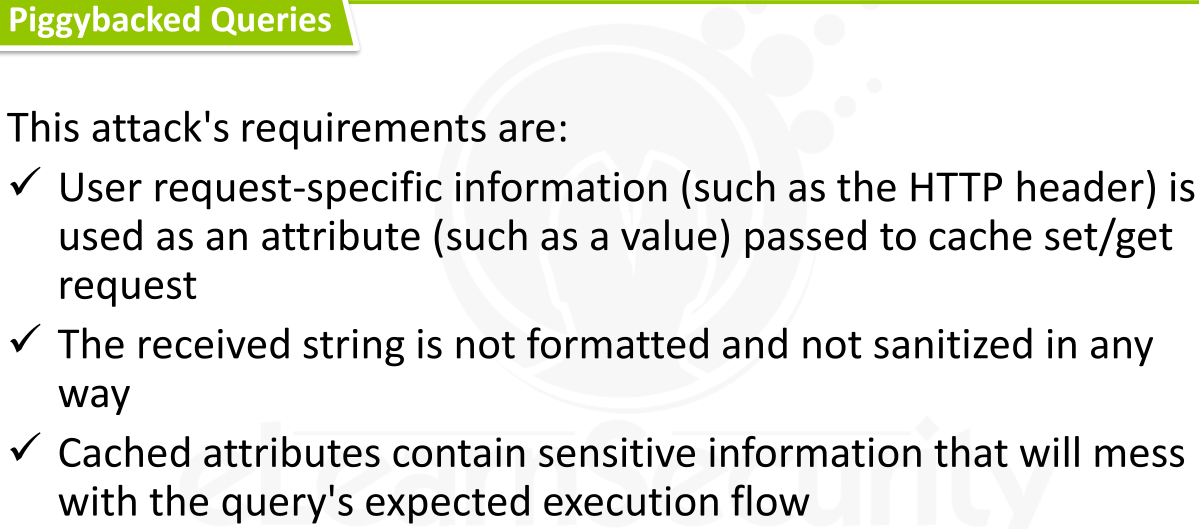 Piggybacked Queries
This attack's requirements are:
✓ User request-specific information (such as the HTTP header) is
used as an attribute (such as a value) passed to cache set/get
request
✓ The received string is not formatted and not sanitized in any
way
✓ Cached attributes contain sensitive information that will mess
with the query's expected execution flow
eLearnSecurity